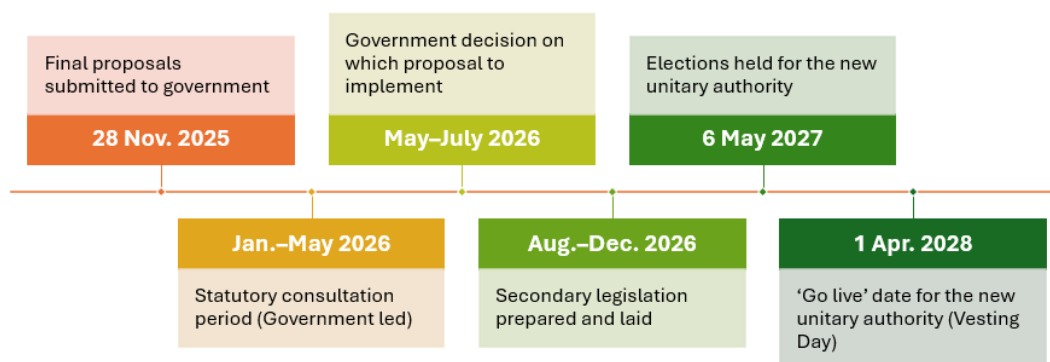 Final proposals
submitted to government
28 Nov. 2025
Jan.–May 2026
Statutory consultation
period (Government led)
Government decision on
which proposal to
implement
May–July 2026
Aug.–Dec. 2026
Secondary legislation
prepared and laid
Elections held for the new
unitary authority
6 May 2027
1 Apr. 2028
‘Go live’ date for the new
unitary authority (Vesting
Day)